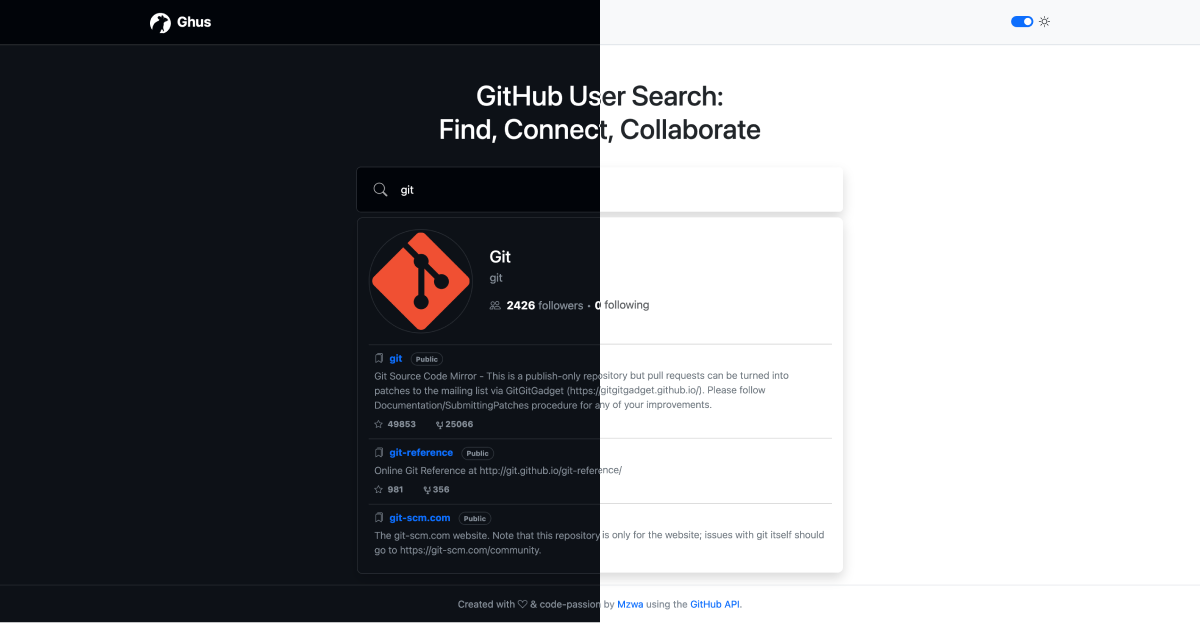 Ghus
GitHub User Search:
Find, Connect, Collaborate
git
Git
git
2426 followers · 0 following
git Public
Git Source Code Mirror - This is a publish-only repository but pull requests can be turned into
patches to the mailing list via GitGitGadget (https://gitgitgadget.github.io/). Please follow
Documentation/SubmittingPatches procedure for any of your improvements.
49853 25066
git-reference Public
Online Git Reference at http://git.github.io/git-reference/
981 356
git-scm.com Public
The git-scm.com website. Note that this repository is only for the website; issues with git itself should
go to https://git-scm.com/community.
Created with ♡ & code-passion by Mzwa using the GitHub API.